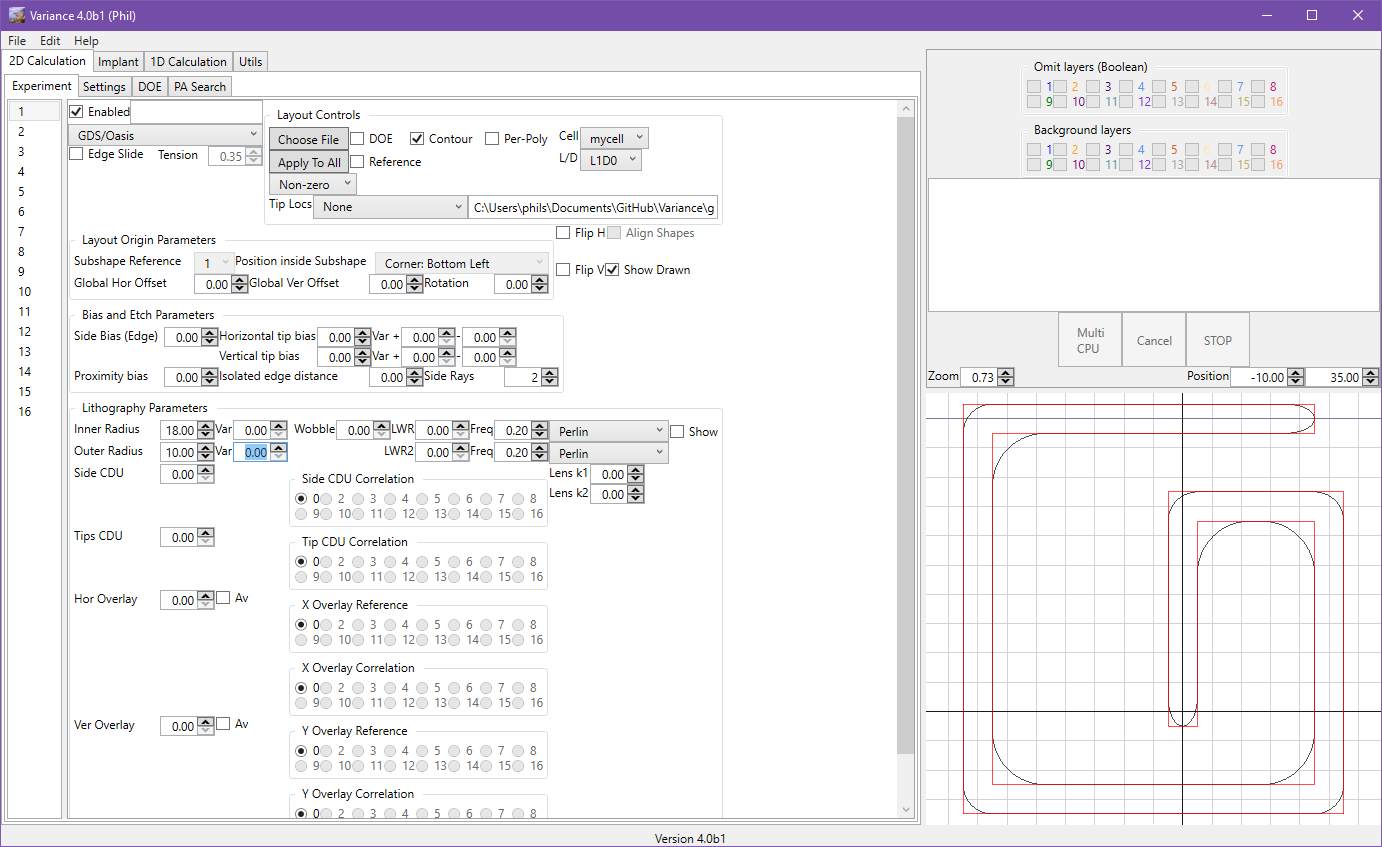 Variance 4.0b1 (Phil)
File Edit Help
2D Calculation Implant 1D Calculation Utils
Experiment Settings DOE PA Search
1
2
3
4
5
6
7
8
9
10
11
12
13
14
15
16
Enabled
GDS/Oasis
Edge Slide Tension 0.35
Layout Controls
Choose File DOE Contour Per-Poly Cell mycell
Apply To All Reference L/D L1D0
Non-zero
Tip Locs None C:\Users\phils\Documents\GitHub\Variance\g
Flip H Align Shapes
Flip V Show Drawn
Layout Origin Parameters
Subshape Reference 1 Position inside Subshape Corner: Bottom Left
Global Hor Offset 0.00 Global Ver Offset 0.00 Rotation 0.00
Bias and Etch Parameters
Side Bias (Edge) 0.00 Horizontal tip bias 0.00 Var + 0.00 - 0.00
Vertical tip bias 0.00 Var + 0.00 - 0.00
Proximity bias 0.00 Isolated edge distance 0.00 Side Rays 2
Lithography Parameters
Inner Radius 18.00 Var 0.00 Wobble 0.00 LWR 0.00 Freq 0.20 Perlin Show
Outer Radius 10.00 Var 0.00 LWR2 0.00 Freq 0.20 Perlin
Side CDU 0.00 Lens k1 0.00
Lens k2 0.00
Side CDU Correlation
0 2 3 4 5 6 7 8
9 10 11 12 13 14 15 16
Tips CDU 0.00
Tip CDU Correlation
0 2 3 4 5 6 7 8
9 10 11 12 13 14 15 16
Hor Overlay 0.00 Av
X Overlay Reference
0 2 3 4 5 6 7 8
9 10 11 12 13 14 15 16
X Overlay Correlation
0 2 3 4 5 6 7 8
9 10 11 12 13 14 15 16
Ver Overlay 0.00 Av
Y Overlay Reference
0 2 3 4 5 6 7 8
9 10 11 12 13 14 15 16
Y Overlay Correlation
0 2 3 4 5 6 7 8
Omit layers (Boolean)
1 2 3 4 5 6 7 8
9 10 11 12 13 14 15 16
Background layers
1 2 3 4 5 6 7 8
9 10 11 12 13 14 15 16
Multi
CPU
Cancel STOP
Zoom 0.73 Position -10.00 35.00
Version 4.0b1